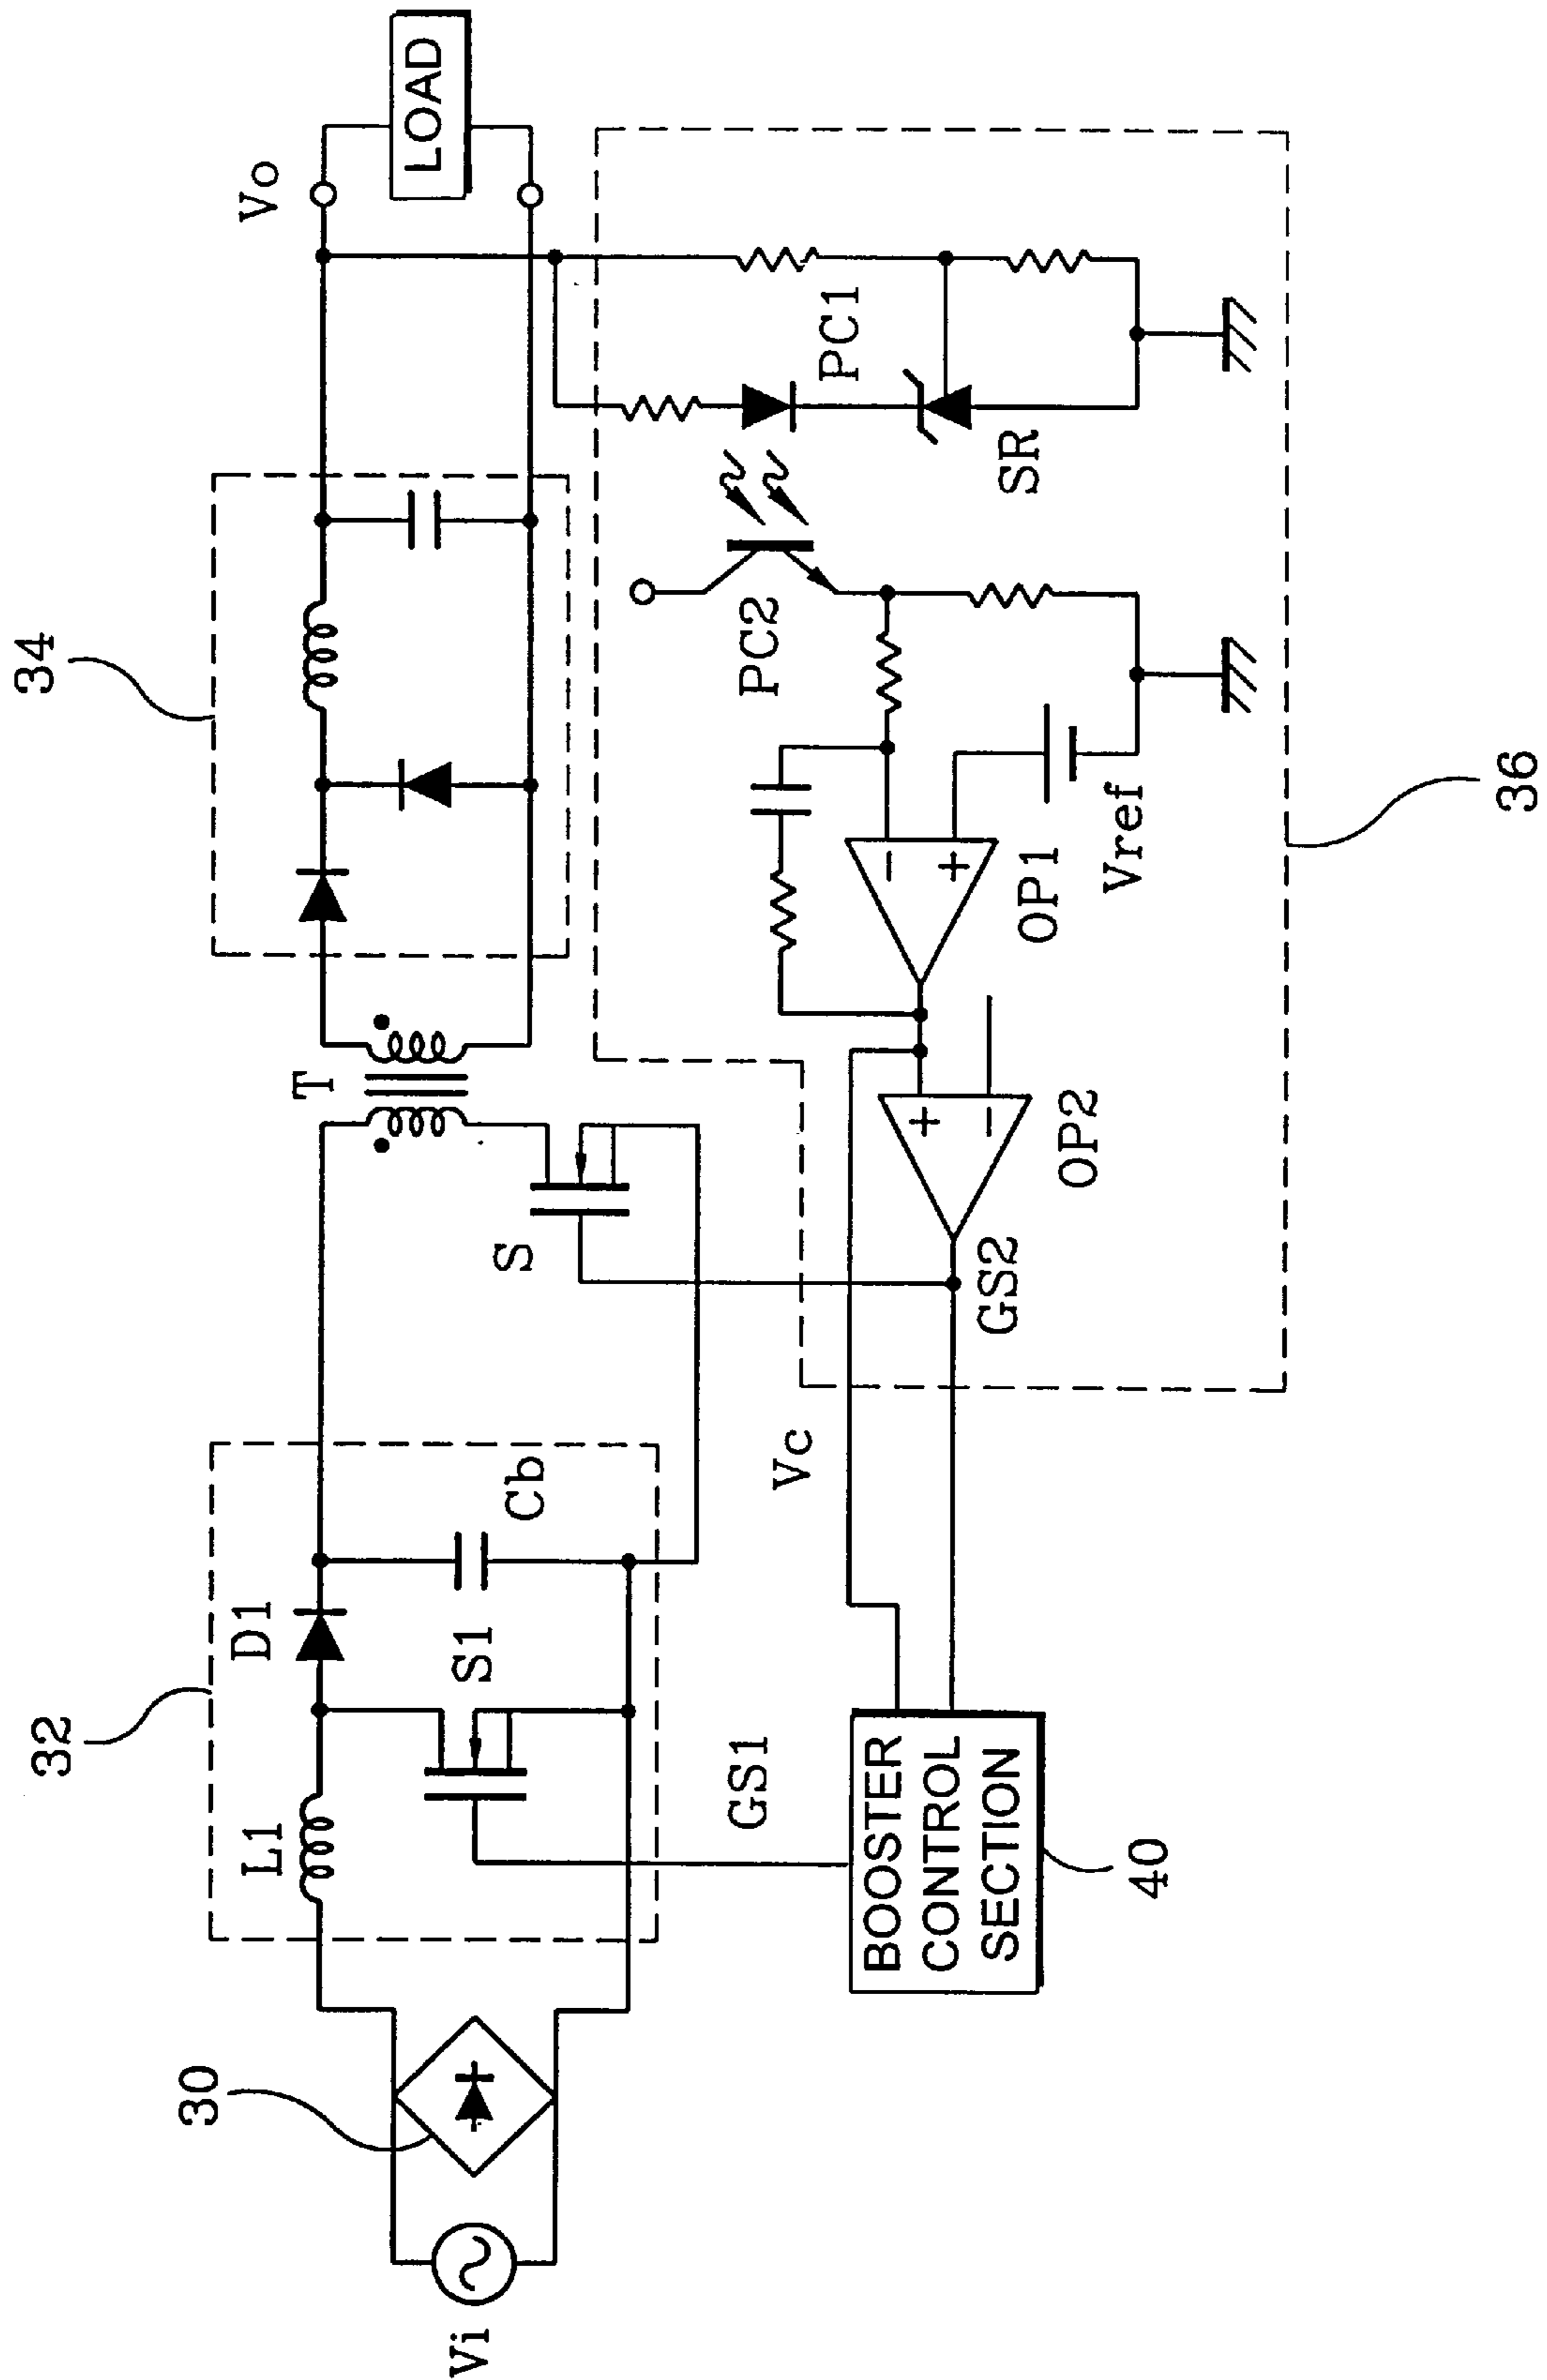 32
34
L1
D1
T
Vo
30
S1
Cb
S
LOAD
Vi
GS1
Vc
PC2
PC1
BOOSTER
CONTROL
SECTION
+
−
−
+
GS2
OP2
OP1
SR
Vref
40
36